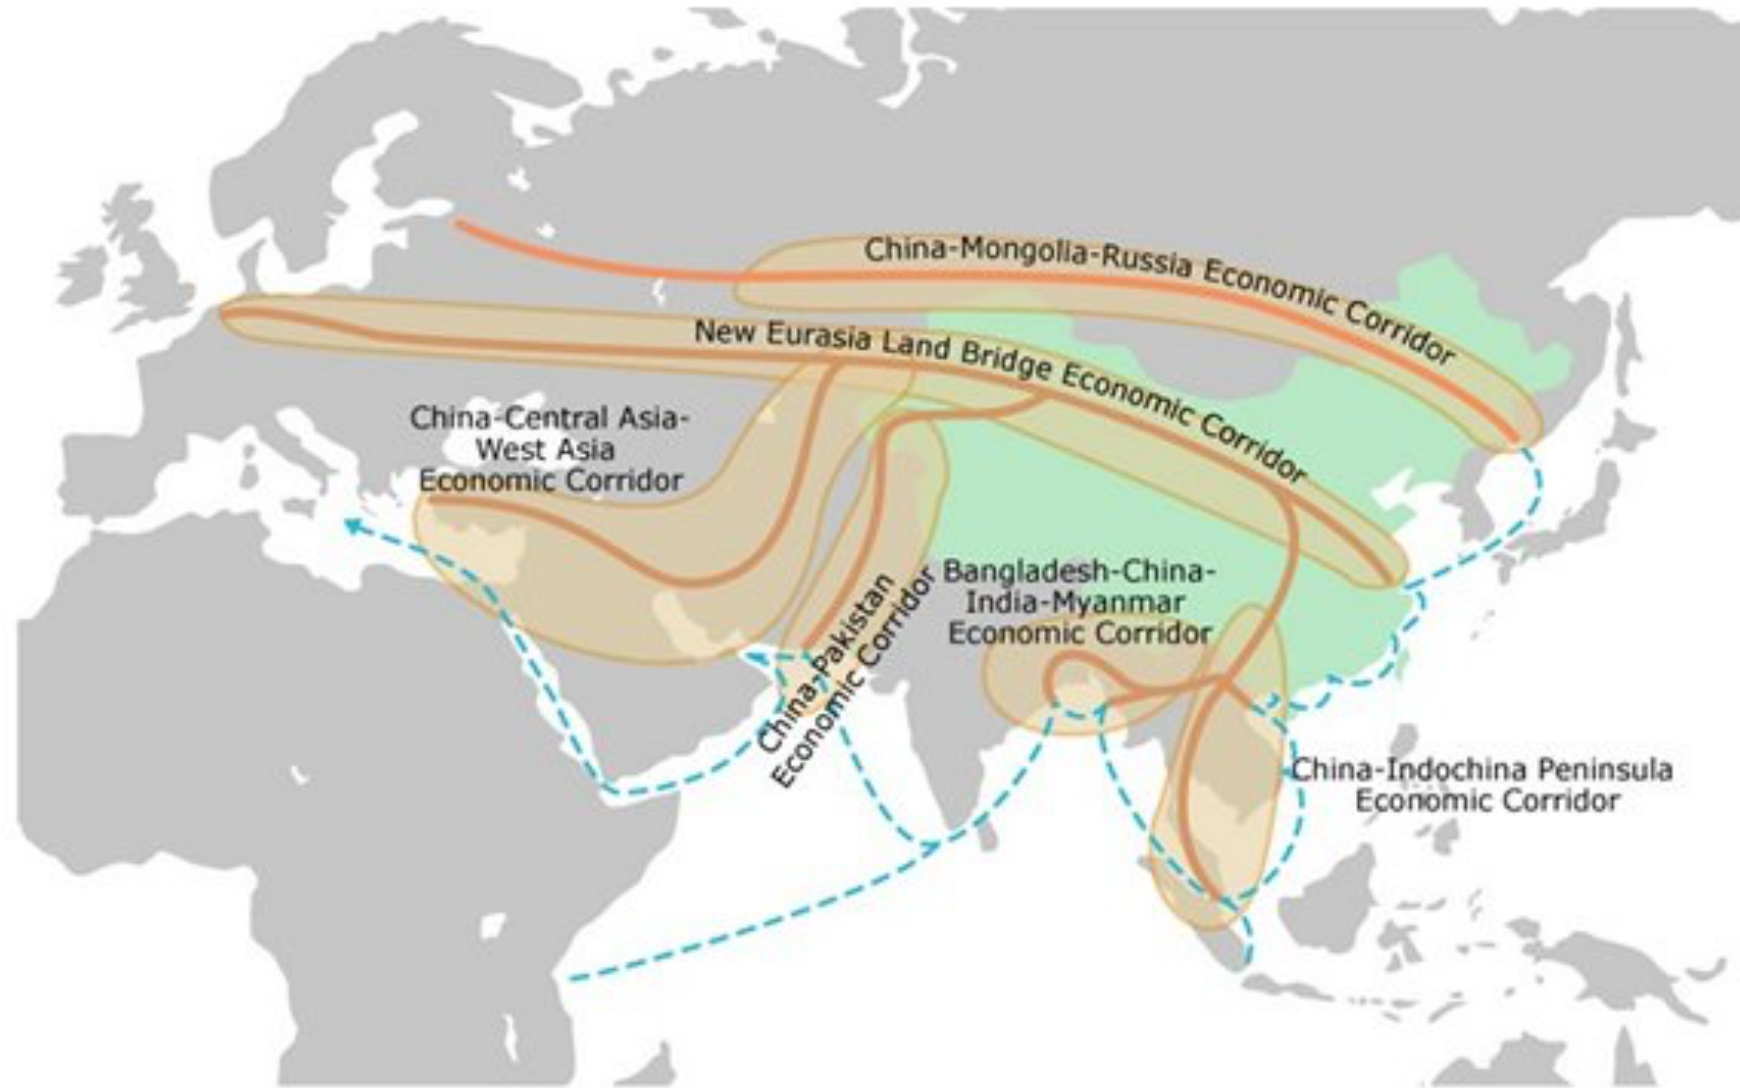 China-Mongolia-Russia Economic Corridor
New Eurasia Land Bridge Economic Corridor
China-Central Asia-
West Asia
Economic Corridor
China-Pakistan
Economic Corridor
Bangladesh-China-
India-Myanmar
Economic Corridor
China-Indochina Peninsula
Economic Corridor